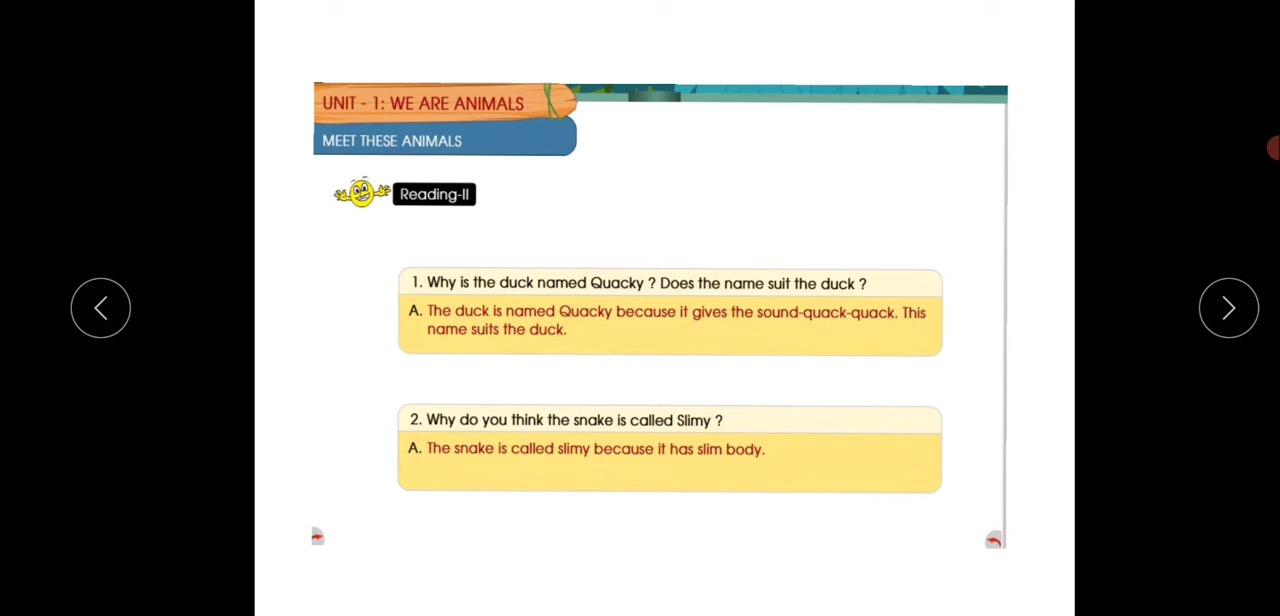 UNIT - 1: WE ARE ANIMALS
MEET THESE ANIMALS
Reading-II
1. Why is the duck named Quacky ? Does the name suit the duck ?
A. The duck is named Quacky because it gives the sound-quack-quack. This
name suits the duck.
2. Why do you think the snake is called Slimy ?
A. The snake is called slimy because it has slim body.